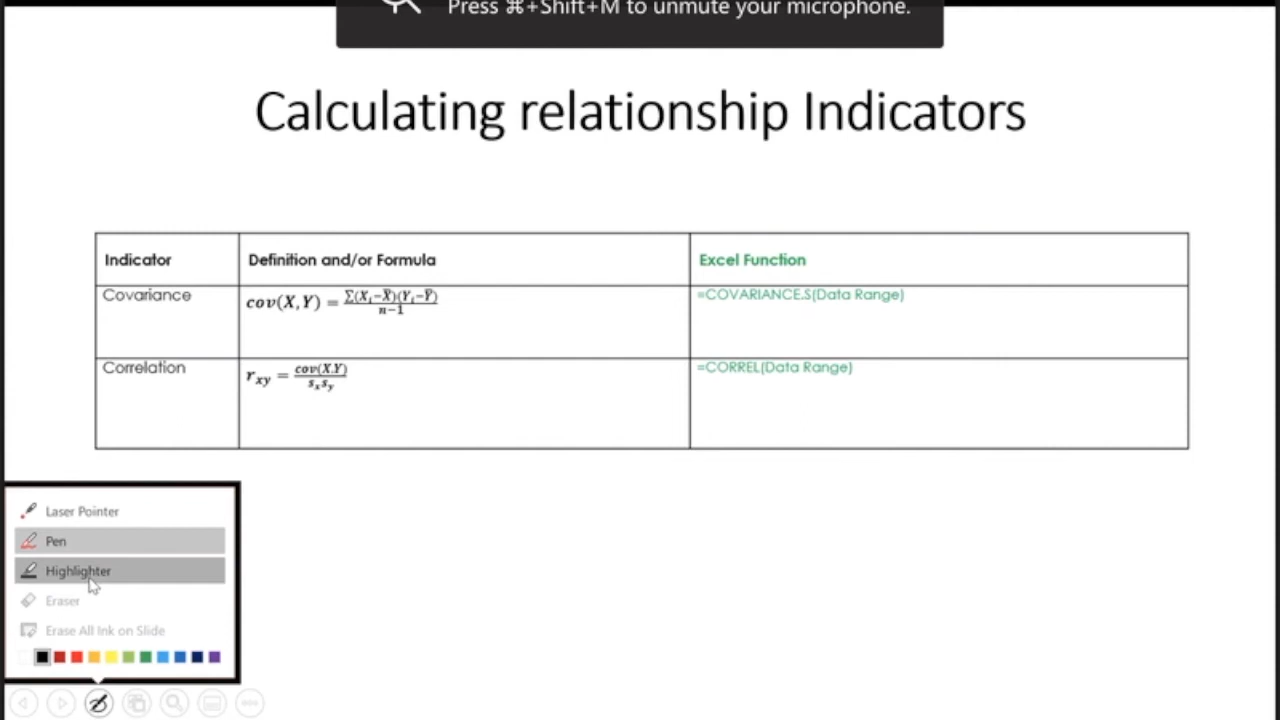 Press ⌘+Shift+M to unmute your microphone.
Calculating relationship Indicators
Indicator Definition and/or Formula Excel Function
Covariance cov(X,Y) = Σ(Xᵢ−X̅)(Yᵢ−Y̅) / n−1 =COVARIANCE.S(Data Range)
Correlation r_xy = cov(X.Y) / sₓs_y =CORREL(Data Range)
Laser Pointer
Pen
Highlighter
Eraser
Erase All Ink on Slide